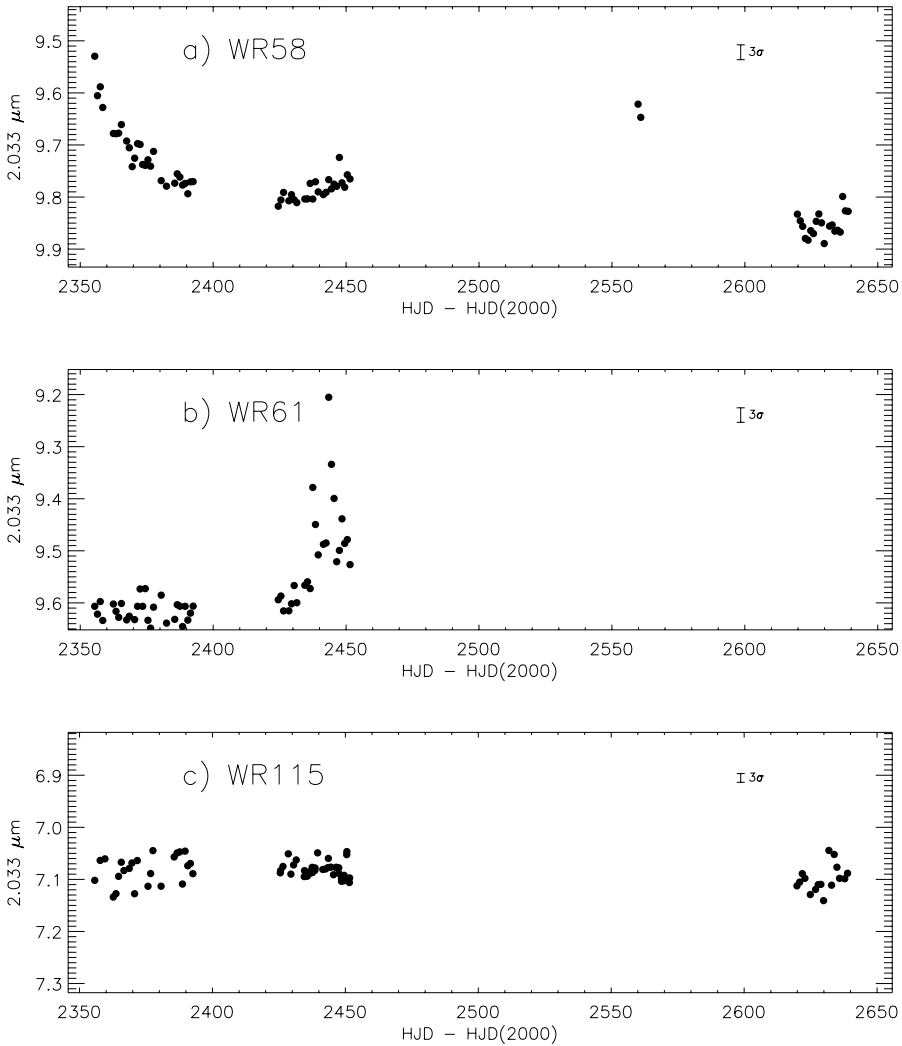 a) WR58
3σ
9.5
9.6
9.7
9.8
9.9
2.033 μm
2350 2400 2450 2500 2550 2600 2650
HJD − HJD(2000)
b) WR61
3σ
9.2
9.3
9.4
9.5
9.6
2.033 μm
2350 2400 2450 2500 2550 2600 2650
HJD − HJD(2000)
c) WR115
3σ
6.9
7.0
7.1
7.2
7.3
2.033 μm
2350 2400 2450 2500 2550 2600 2650
HJD − HJD(2000)